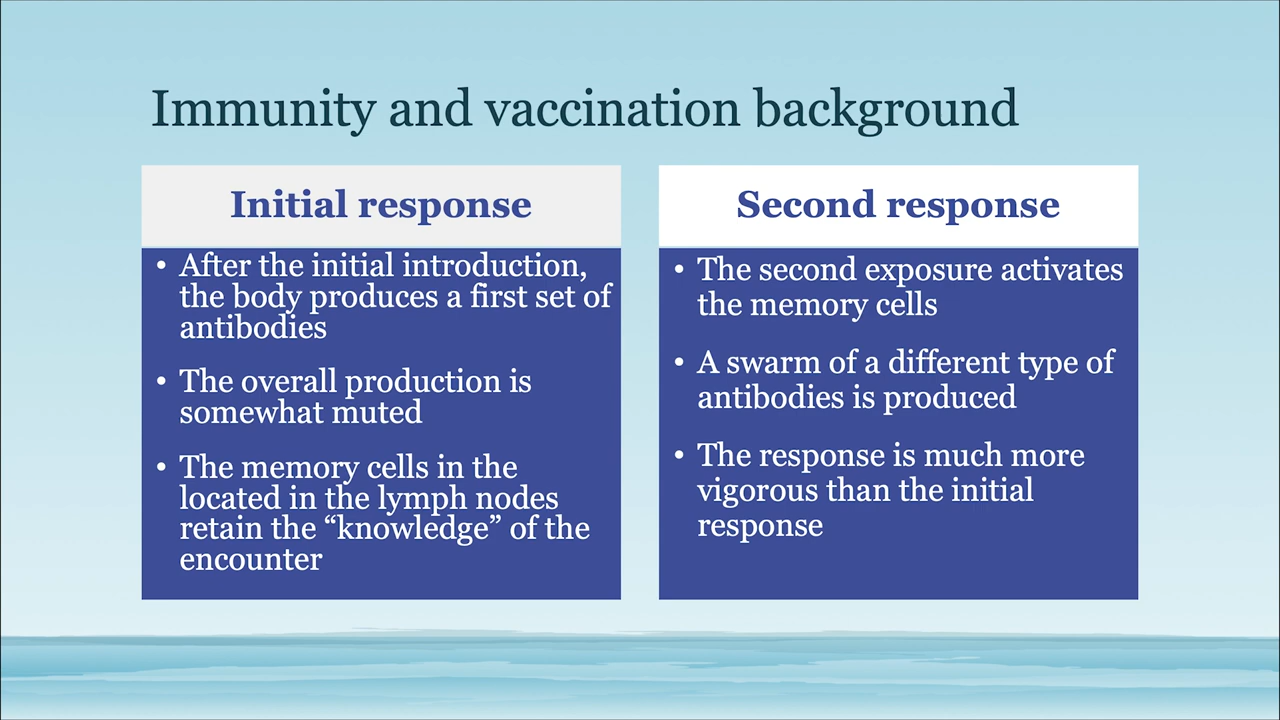 Immunity and vaccination background
Initial response
• After the initial introduction,
the body produces a first set of
antibodies
• The overall production is
somewhat muted
• The memory cells in the
located in the lymph nodes
retain the “knowledge” of the
encounter
Second response
• The second exposure activates
the memory cells
• A swarm of a different type of
antibodies is produced
• The response is much more
vigorous than the initial
response